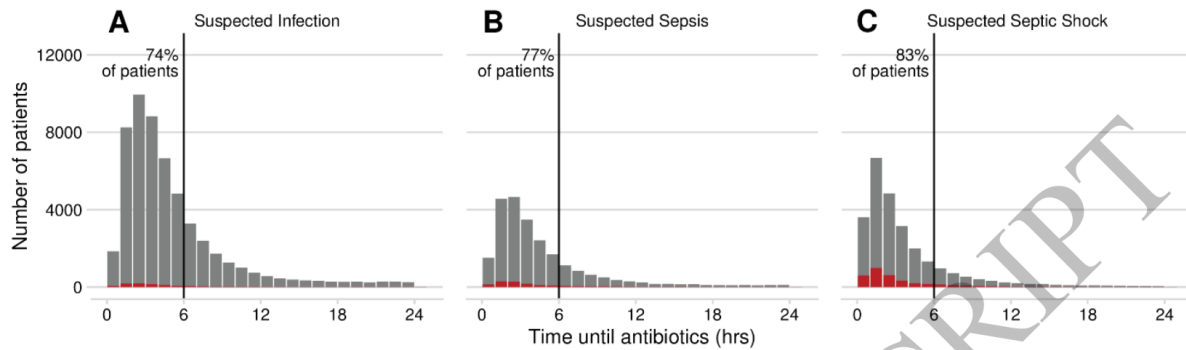 A Suspected Infection
B Suspected Sepsis
C Suspected Septic Shock
Number of patients
12000
8000
4000
0
74%
of patients
77%
of patients
83%
of patients
0 6 12 18 24
0 6 12 18 24
0 6 12 18 24
Time until antibiotics (hrs)
CRIPT